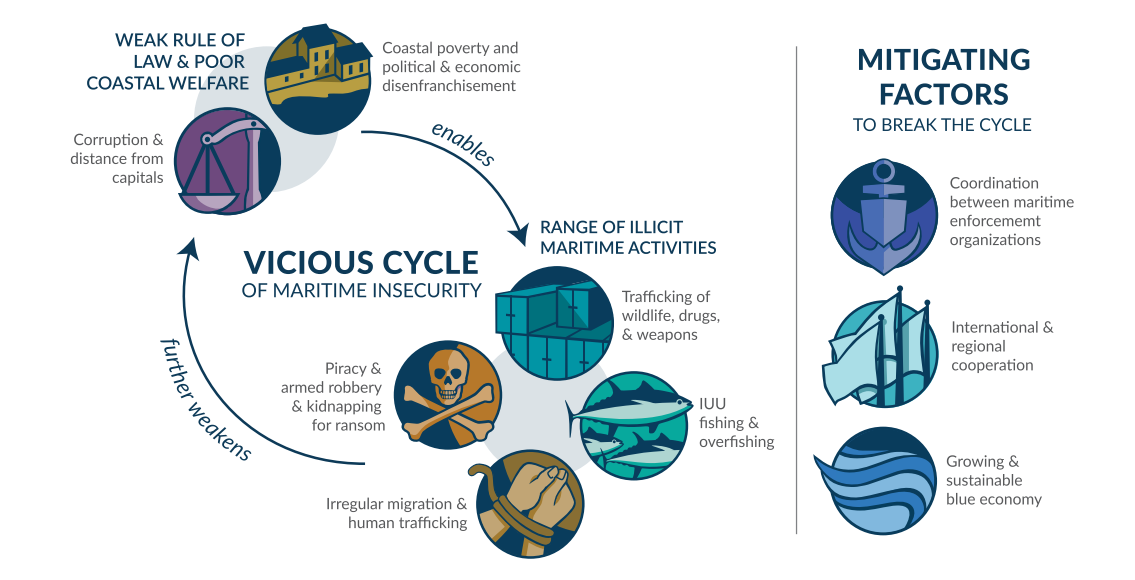 WEAK RULE OF
LAW & POOR
COASTAL WELFARE
Coastal poverty and
political & economic
disenfranchisement
Corruption &
distance from
capitals
enables
RANGE OF ILLICIT
MARITIME ACTIVITIES
VICIOUS CYCLE
OF MARITIME INSECURITY
Trafficking of
wildlife, drugs,
& weapons
further weakens
Piracy &
armed robbery
& kidnapping
for ransom
IUU
fishing &
overfishing
Irregular migration &
human trafficking
MITIGATING
FACTORS
TO BREAK THE CYCLE
Coordination
between maritime
enforcememt
organizations
International &
regional
cooperation
Growing &
sustainable
blue economy